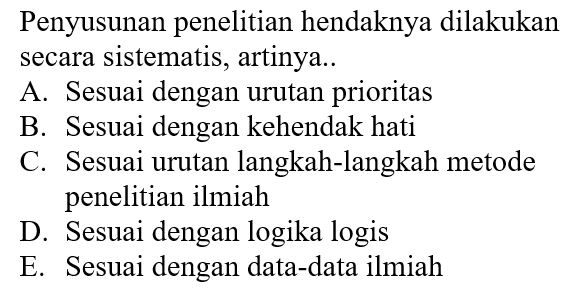 Penyusunan penelitian hendaknya dilakukan
secara sistematis, artinya..
A. Sesuai dengan urutan prioritas
B. Sesuai dengan kehendak hati
C. Sesuai urutan langkah-langkah metode
penelitian ilmiah
D. Sesuai dengan logika logis
E. Sesuai dengan data-data ilmiah